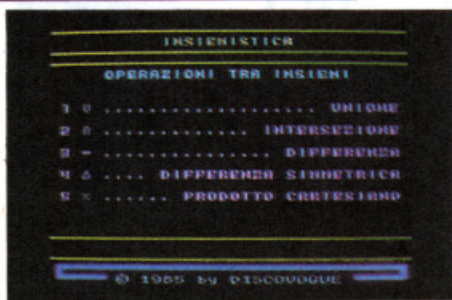 INSIEMISTICA
OPERAZIONI TRA INSIEMI
1 ∪ ..................... UNIONE
2 ∩ .............. INTERSEZIONE
3 - ................ DIFFERENZA
4 △ .... DIFFERENZA SIMMETRICA
5 × ...... PRODOTTO CARTESIANO
© 1985 by DISCOVOGUE